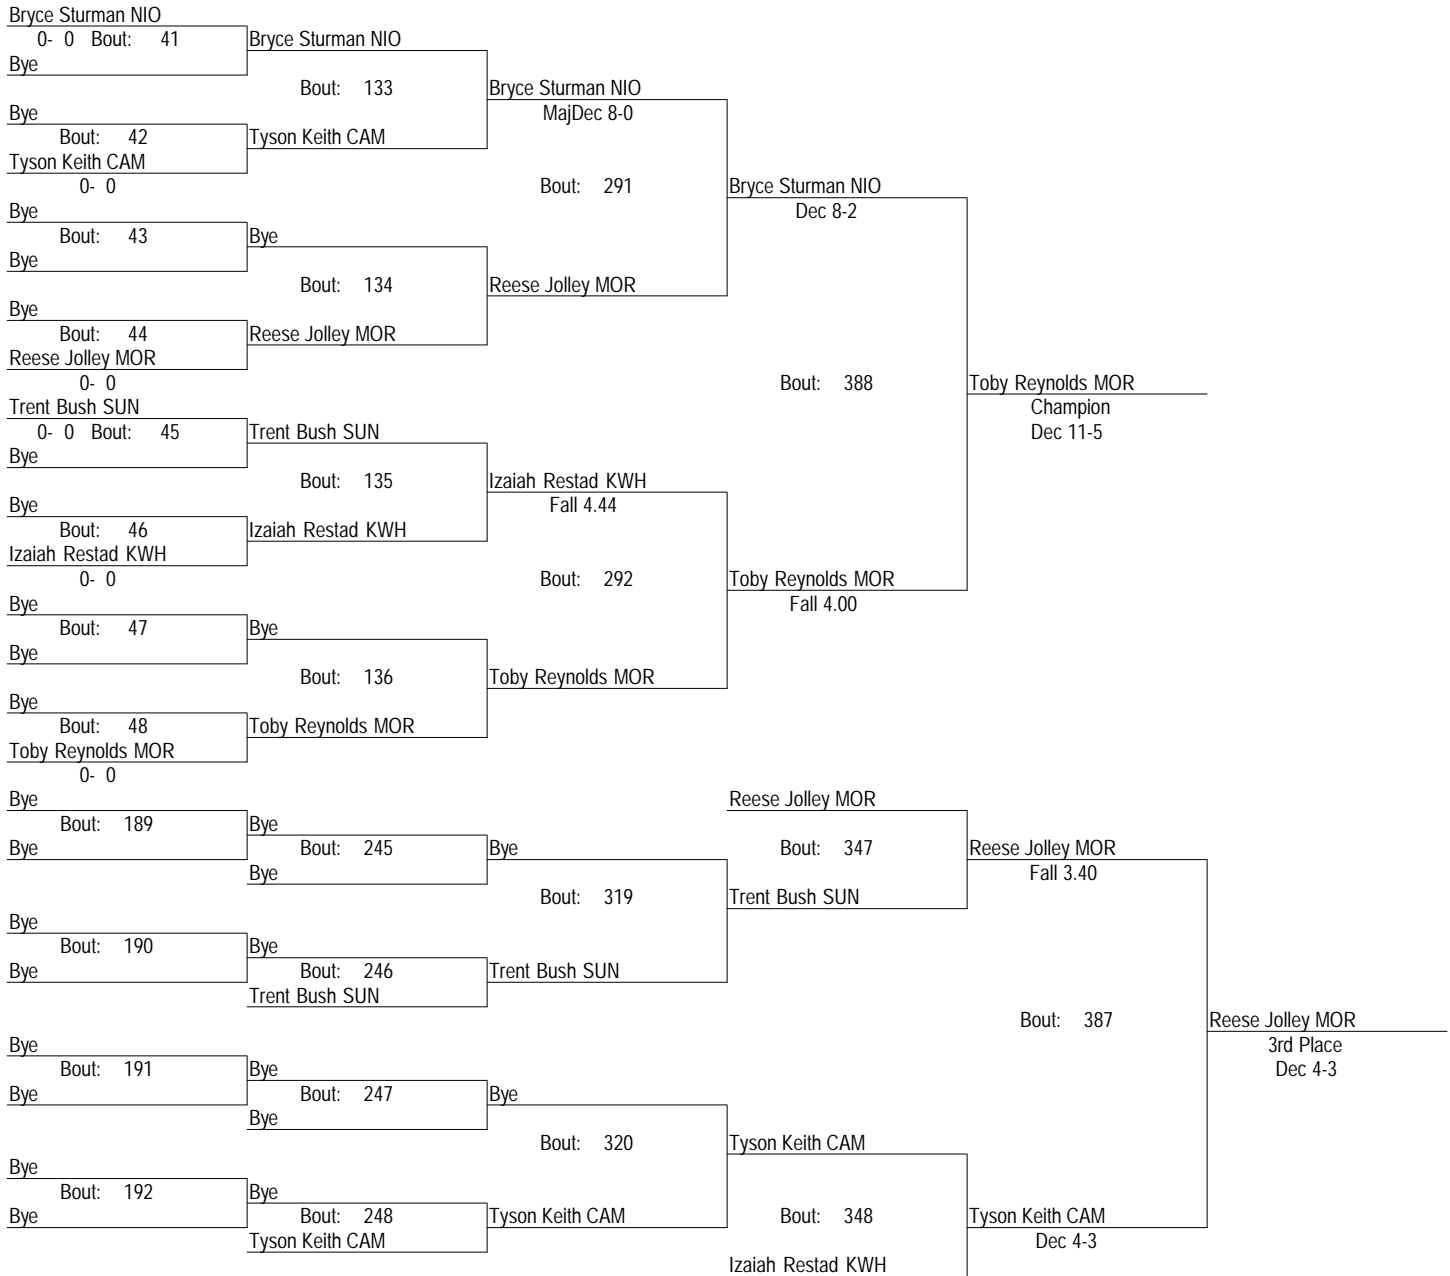 Bryce Sturman NIO
0- 0 Bout: 41 Bryce Sturman NIO
Bye
Bout: 133 Bryce Sturman NIO
Bye MajDec 8-0
Bout: 42 Tyson Keith CAM
Tyson Keith CAM
0- 0 Bout: 291 Bryce Sturman NIO
Bye Dec 8-2
Bout: 43 Bye
Bye
Bout: 134 Reese Jolley MOR
Bye
Bout: 44 Reese Jolley MOR
Reese Jolley MOR
0- 0 Bout: 388 Toby Reynolds MOR
Trent Bush SUN Champion
0- 0 Bout: 45 Trent Bush SUN Dec 11-5
Bye
Bout: 135 Izaiah Restad KWH
Bye Fall 4.44
Bout: 46 Izaiah Restad KWH
Izaiah Restad KWH
0- 0 Bout: 292 Toby Reynolds MOR
Bye Fall 4.00
Bout: 47 Bye
Bye
Bout: 136 Toby Reynolds MOR
Bye
Bout: 48 Toby Reynolds MOR
Toby Reynolds MOR
0- 0
Bye Reese Jolley MOR
Bout: 189 Bye
Bye Bout: 245 Bye Bout: 347 Reese Jolley MOR
Bye Fall 3.40
Bout: 319 Trent Bush SUN
Bye
Bout: 190 Bye
Bye Bout: 246 Trent Bush SUN
Trent Bush SUN
Bout: 387 Reese Jolley MOR
Bye 3rd Place
Bout: 191 Bye Dec 4-3
Bye Bout: 247 Bye
Bye
Bout: 320 Tyson Keith CAM
Bye
Bout: 192 Bye
Bye Bout: 248 Tyson Keith CAM Bout: 348 Tyson Keith CAM
Tyson Keith CAM Dec 4-3
Izaiah Restad KWH